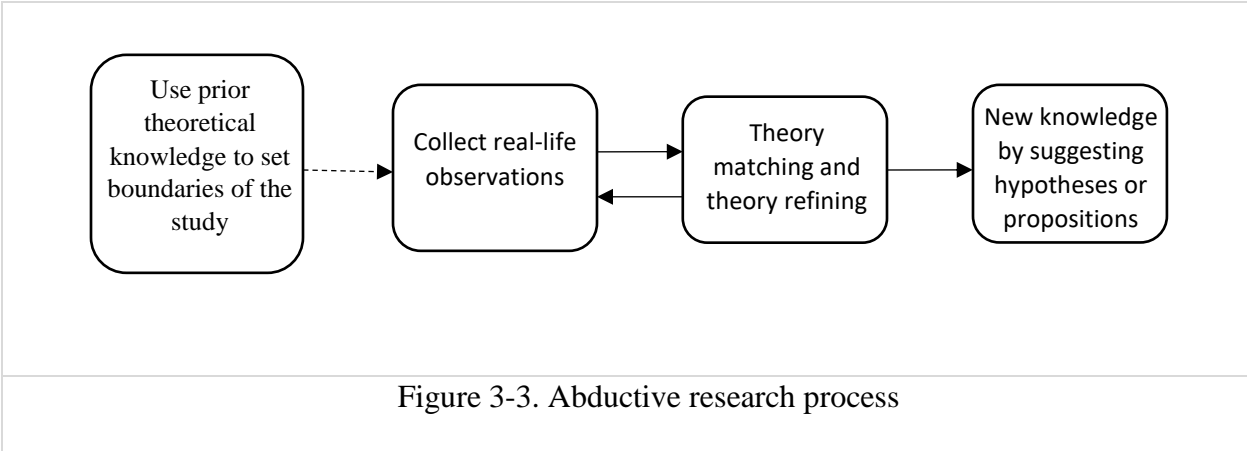 Use prior
theoretical
knowledge to set
boundaries of the
study
Collect real-life
observations
Theory
matching and
theory refining
New knowledge
by suggesting
hypotheses or
propositions
Figure 3-3. Abductive research process